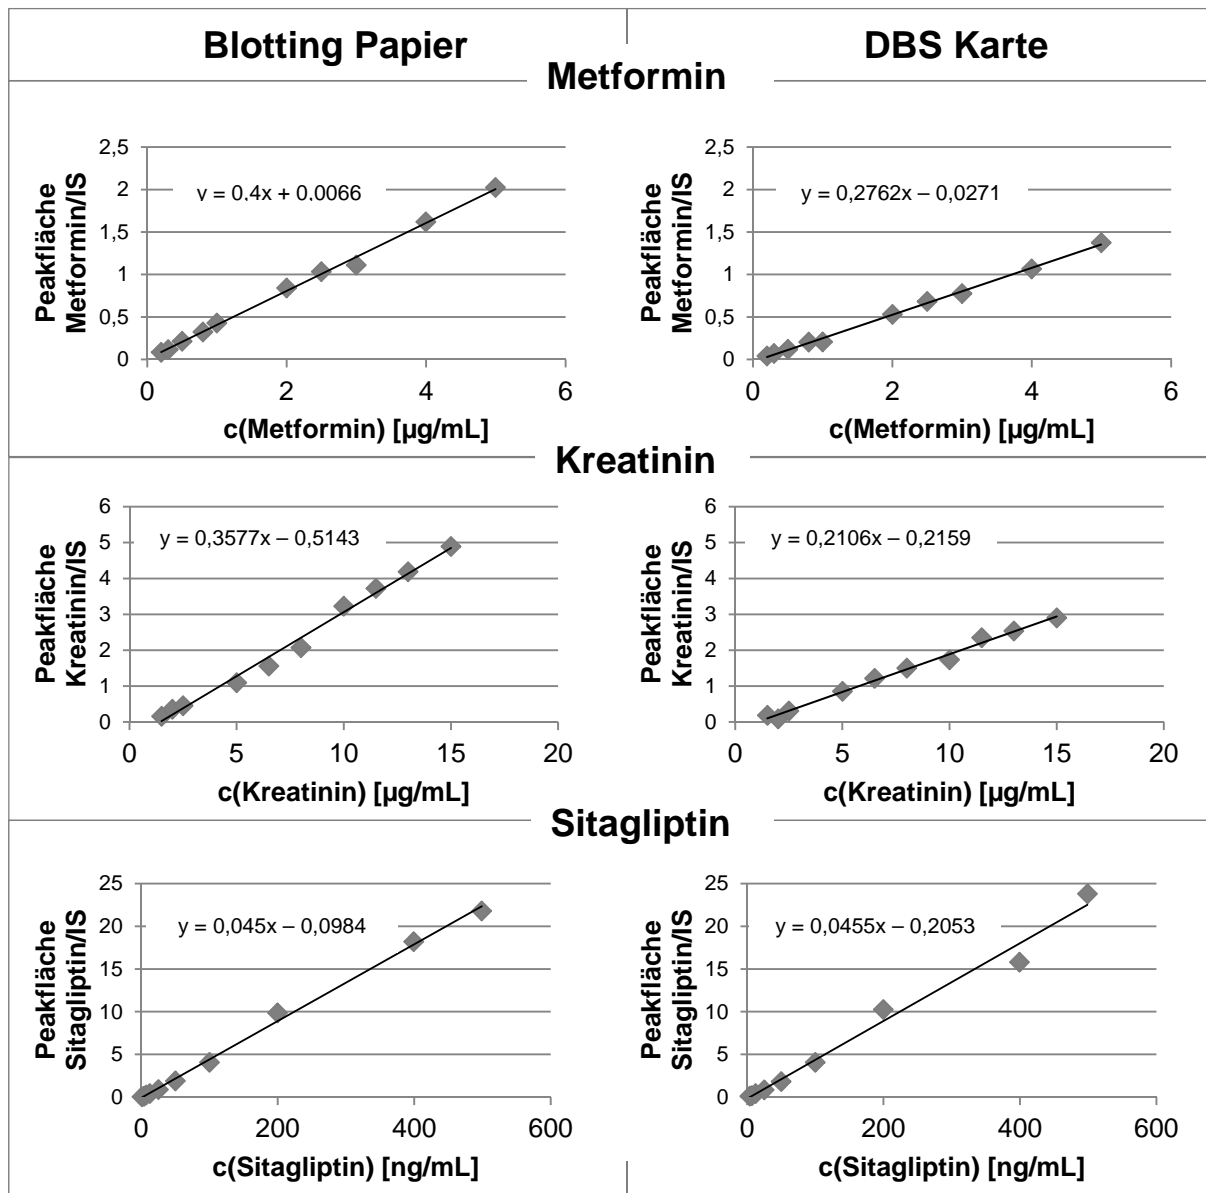 Blotting Papier
DBS Karte
Metformin
Peakfläche
Metformin/IS
2,5
2
1,5
1
0,5
0
y = 0.4x + 0.0066
0 2 4 6
c(Metformin) [µg/mL]
Peakfläche
Metformin/IS
2,5
2
1,5
1
0,5
0
y = 0,2762x – 0,0271
0 2 4 6
c(Metformin) [µg/mL]
Kreatinin
Peakfläche
Kreatinin/IS
6
5
4
3
2
1
0
y = 0,3577x – 0,5143
0 5 10 15 20
c(Kreatinin) [µg/mL]
Peakfläche
Kreatinin/IS
6
5
4
3
2
1
0
y = 0,2106x – 0,2159
0 5 10 15 20
c(Kreatinin) [µg/mL]
Sitagliptin
Peakfläche
Sitagliptin/IS
25
20
15
10
5
0
y = 0,045x – 0,0984
0 200 400 600
c(Sitagliptin) [ng/mL]
Peakfläche
Sitagliptin/IS
25
20
15
10
5
0
y = 0,0455x – 0,2053
0 200 400 600
c(Sitagliptin) [ng/mL]